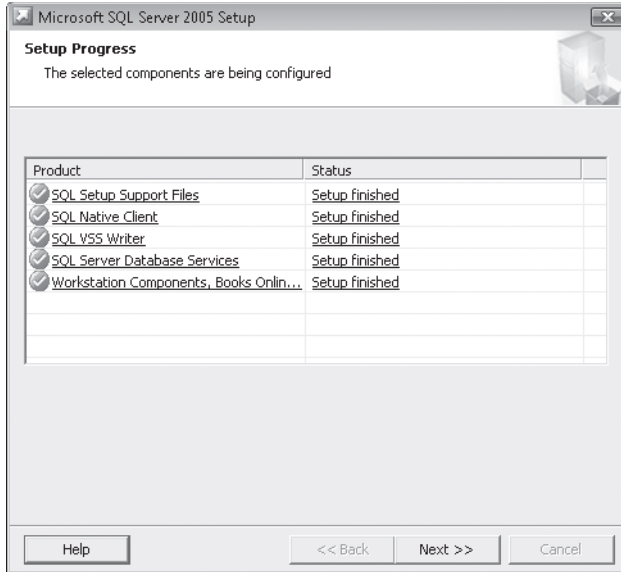 Microsoft SQL Server 2005 Setup
Setup Progress
The selected components are being configured
Product Status
SQL Setup Support Files Setup finished
SQL Native Client Setup finished
SQL VSS Writer Setup finished
SQL Server Database Services Setup finished
Workstation Components, Books Onlin... Setup finished
Help << Back Next >> Cancel